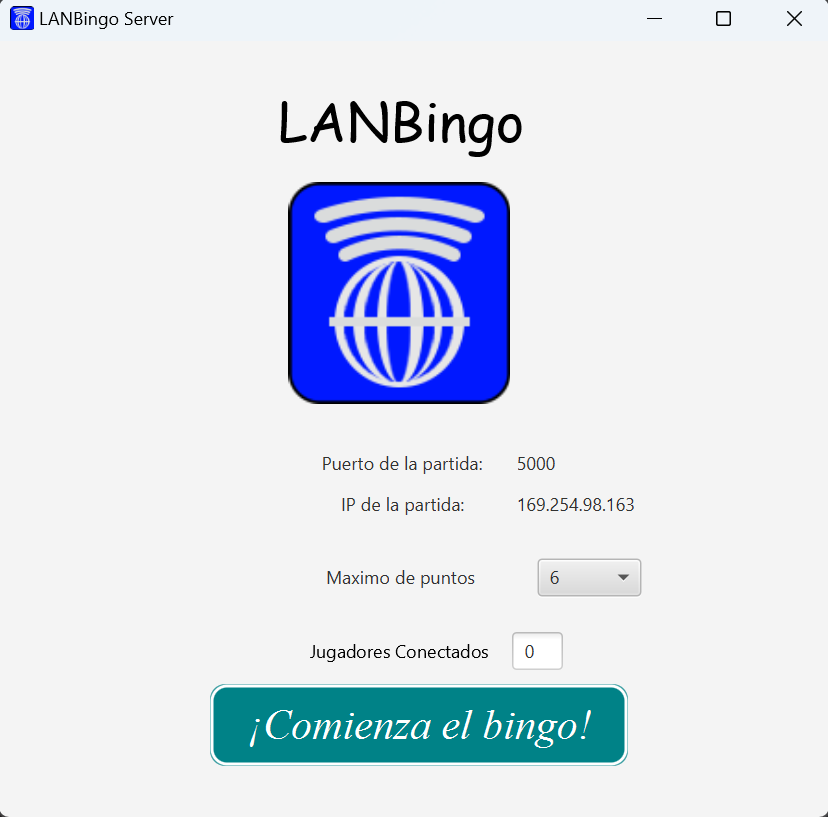 LANBingo Server
LANBingo
Puerto de la partida: 5000
IP de la partida: 169.254.98.163
Maximo de puntos 6
Jugadores Conectados 0
¡Comienza el bingo!